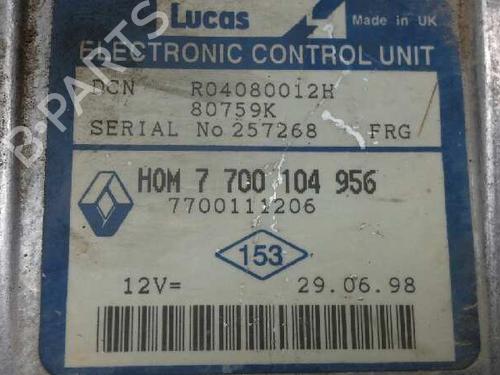 Lucas
Made in UK
ELECTRONIC CONTROL UNIT
DCN R04080012H
80759K
SERIAL No 257268 FRG
HOM 7 700 104 956
7700111206
153
12V= 29.06.98
B-PARTS